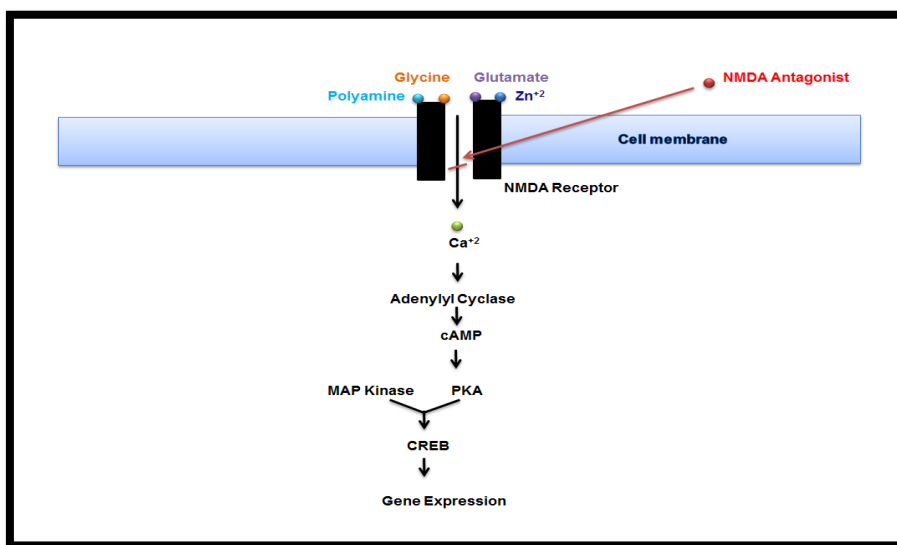 Glycine Glutamate NMDA Antagonist
Polyamine Zn⁺²
Cell membrane
NMDA Receptor
Ca⁺²
Adenylyl Cyclase
cAMP
MAP Kinase PKA
CREB
Gene Expression